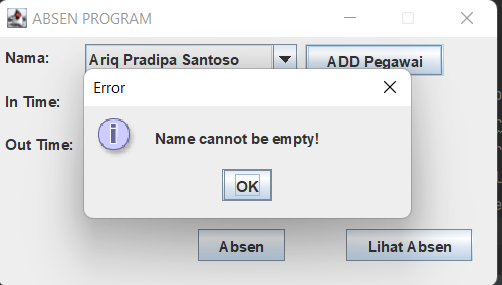 ABSEN PROGRAM
Nama:
Ariq Pradipa Santoso
ADD Pegawai
Error
In Time:
Name cannot be empty!
Out Time:
OK
Absen
Lihat Absen